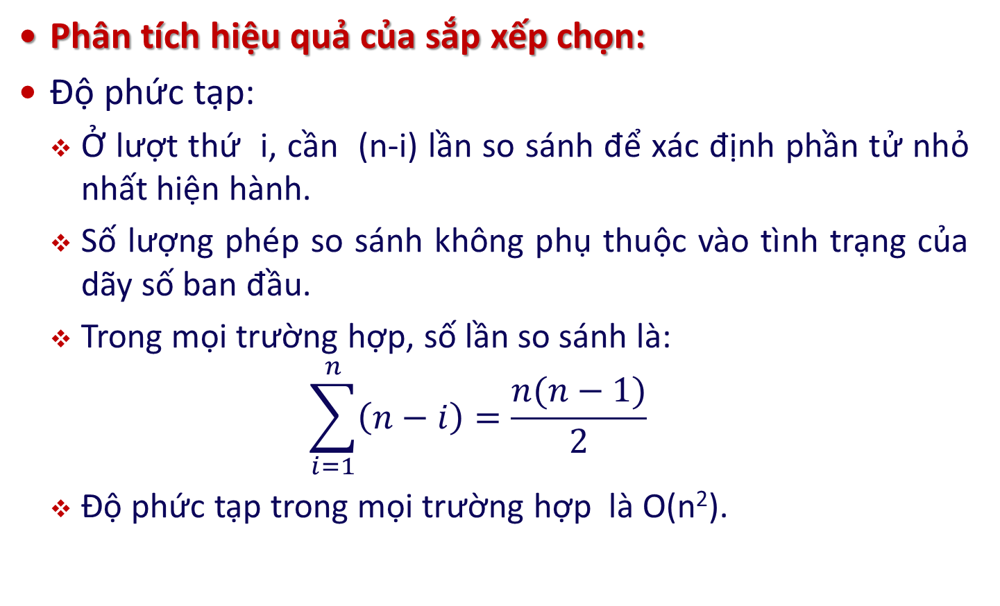 • Phân tích hiệu quả của sắp xếp chọn:
• Độ phức tạp:
❖ Ở lượt thứ i, cần (n-i) lần so sánh để xác định phần tử nhỏ
nhất hiện hành.
❖ Số lượng phép so sánh không phụ thuộc vào tình trạng của
dãy số ban đầu.
❖ Trong mọi trường hợp, số lần so sánh là:
∑_{i=1}^{n} (n − i) = n(n − 1)/2
❖ Độ phức tạp trong mọi trường hợp là O(n²).